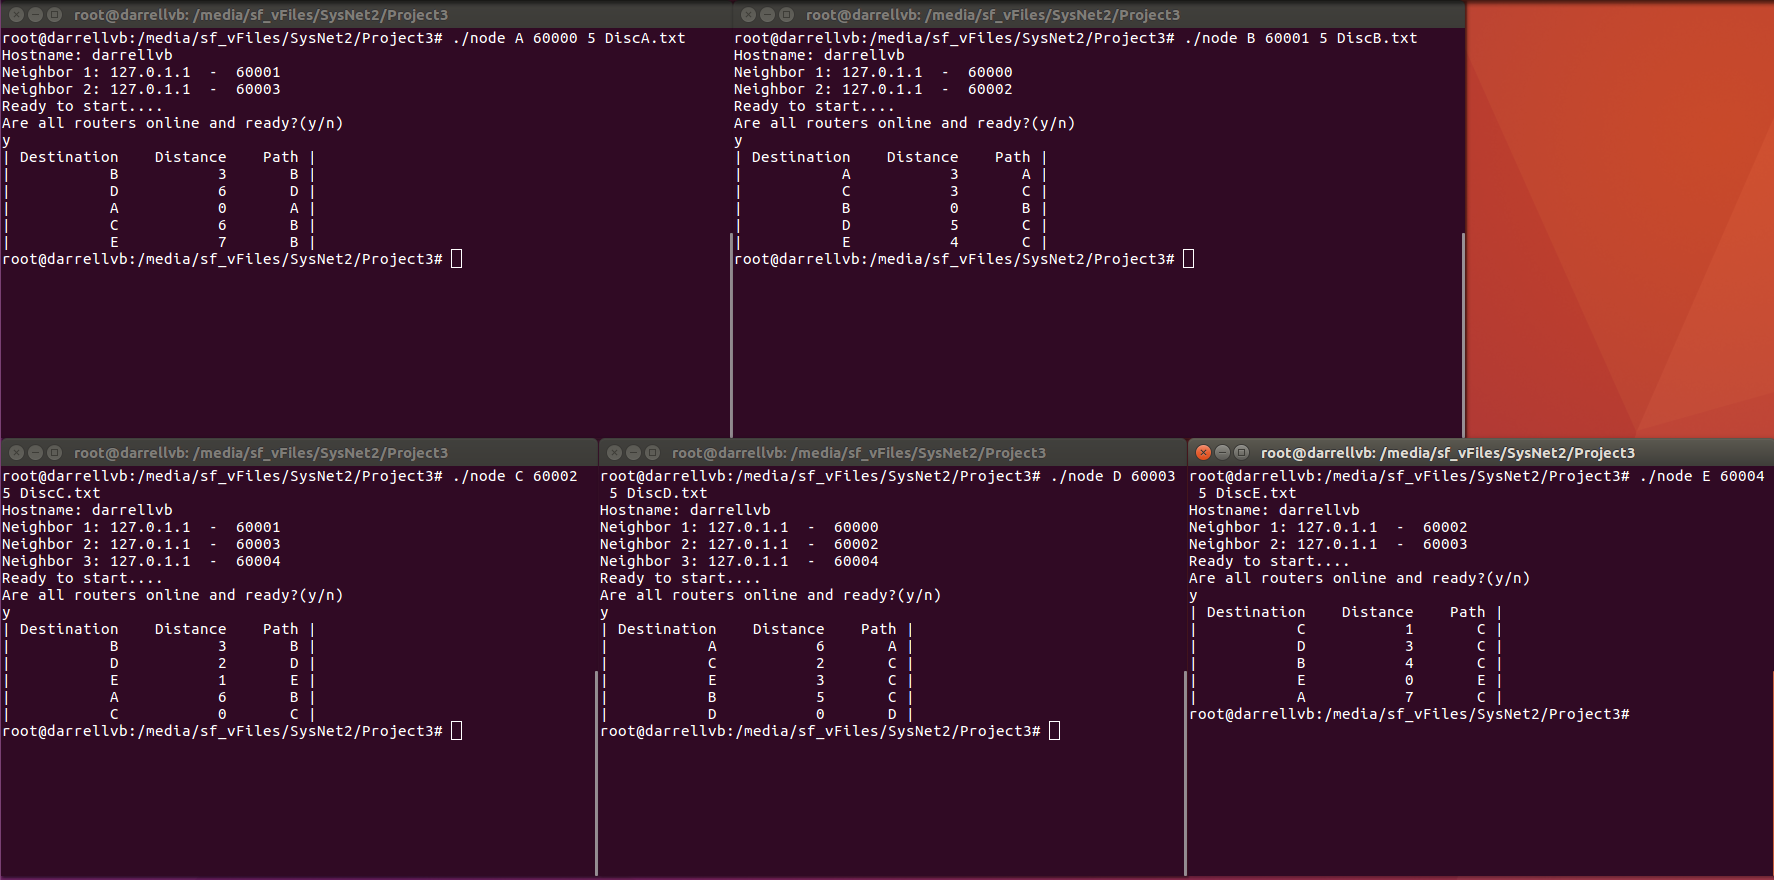 root@darrellvb: /media/sf_vFiles/SysNet2/Project3
root@darrellvb:/media/sf_vFiles/SysNet2/Project3# ./node A 60000 5 DiscA.txt
Hostname: darrellvb
Neighbor 1: 127.0.1.1  -  60001
Neighbor 2: 127.0.1.1  -  60003
Ready to start....
Are all routers online and ready?(y/n)
y
| Destination    Distance    Path |
|           B           3       B |
|           D           6       D |
|           A           0       A |
|           C           6       B |
|           E           7       B |
root@darrellvb:/media/sf_vFiles/SysNet2/Project3#
root@darrellvb: /media/sf_vFiles/SysNet2/Project3
root@darrellvb:/media/sf_vFiles/SysNet2/Project3# ./node B 60001 5 DiscB.txt
Hostname: darrellvb
Neighbor 1: 127.0.1.1  -  60000
Neighbor 2: 127.0.1.1  -  60002
Ready to start....
Are all routers online and ready?(y/n)
y
| Destination    Distance    Path |
|           A           3       A |
|           C           3       C |
|           B           0       B |
|           D           5       C |
|           E           4       C |
root@darrellvb:/media/sf_vFiles/SysNet2/Project3#
root@darrellvb: /media/sf_vFiles/SysNet2/Project3
root@darrellvb:/media/sf_vFiles/SysNet2/Project3# ./node C 60002
5 DiscC.txt
Hostname: darrellvb
Neighbor 1: 127.0.1.1  -  60001
Neighbor 2: 127.0.1.1  -  60003
Neighbor 3: 127.0.1.1  -  60004
Ready to start....
Are all routers online and ready?(y/n)
y
| Destination    Distance    Path |
|           B           3       B |
|           D           2       D |
|           E           1       E |
|           A           6       B |
|           C           0       C |
root@darrellvb:/media/sf_vFiles/SysNet2/Project3#
root@darrellvb: /media/sf_vFiles/SysNet2/Project3
root@darrellvb:/media/sf_vFiles/SysNet2/Project3# ./node D 60003
 5 DiscD.txt
Hostname: darrellvb
Neighbor 1: 127.0.1.1  -  60000
Neighbor 2: 127.0.1.1  -  60002
Neighbor 3: 127.0.1.1  -  60004
Ready to start....
Are all routers online and ready?(y/n)
y
| Destination    Distance    Path |
|           A           6       A |
|           C           2       C |
|           E           3       C |
|           B           5       C |
|           D           0       D |
root@darrellvb:/media/sf_vFiles/SysNet2/Project3#
root@darrellvb: /media/sf_vFiles/SysNet2/Project3
root@darrellvb:/media/sf_vFiles/SysNet2/Project3# ./node E 60004
 5 DiscE.txt
Hostname: darrellvb
Neighbor 1: 127.0.1.1  -  60002
Neighbor 2: 127.0.1.1  -  60003
Ready to start....
Are all routers online and ready?(y/n)
y
| Destination    Distance    Path |
|           C           1       C |
|           D           3       C |
|           B           4       C |
|           E           0       E |
|           A           7       C |
root@darrellvb:/media/sf_vFiles/SysNet2/Project3#